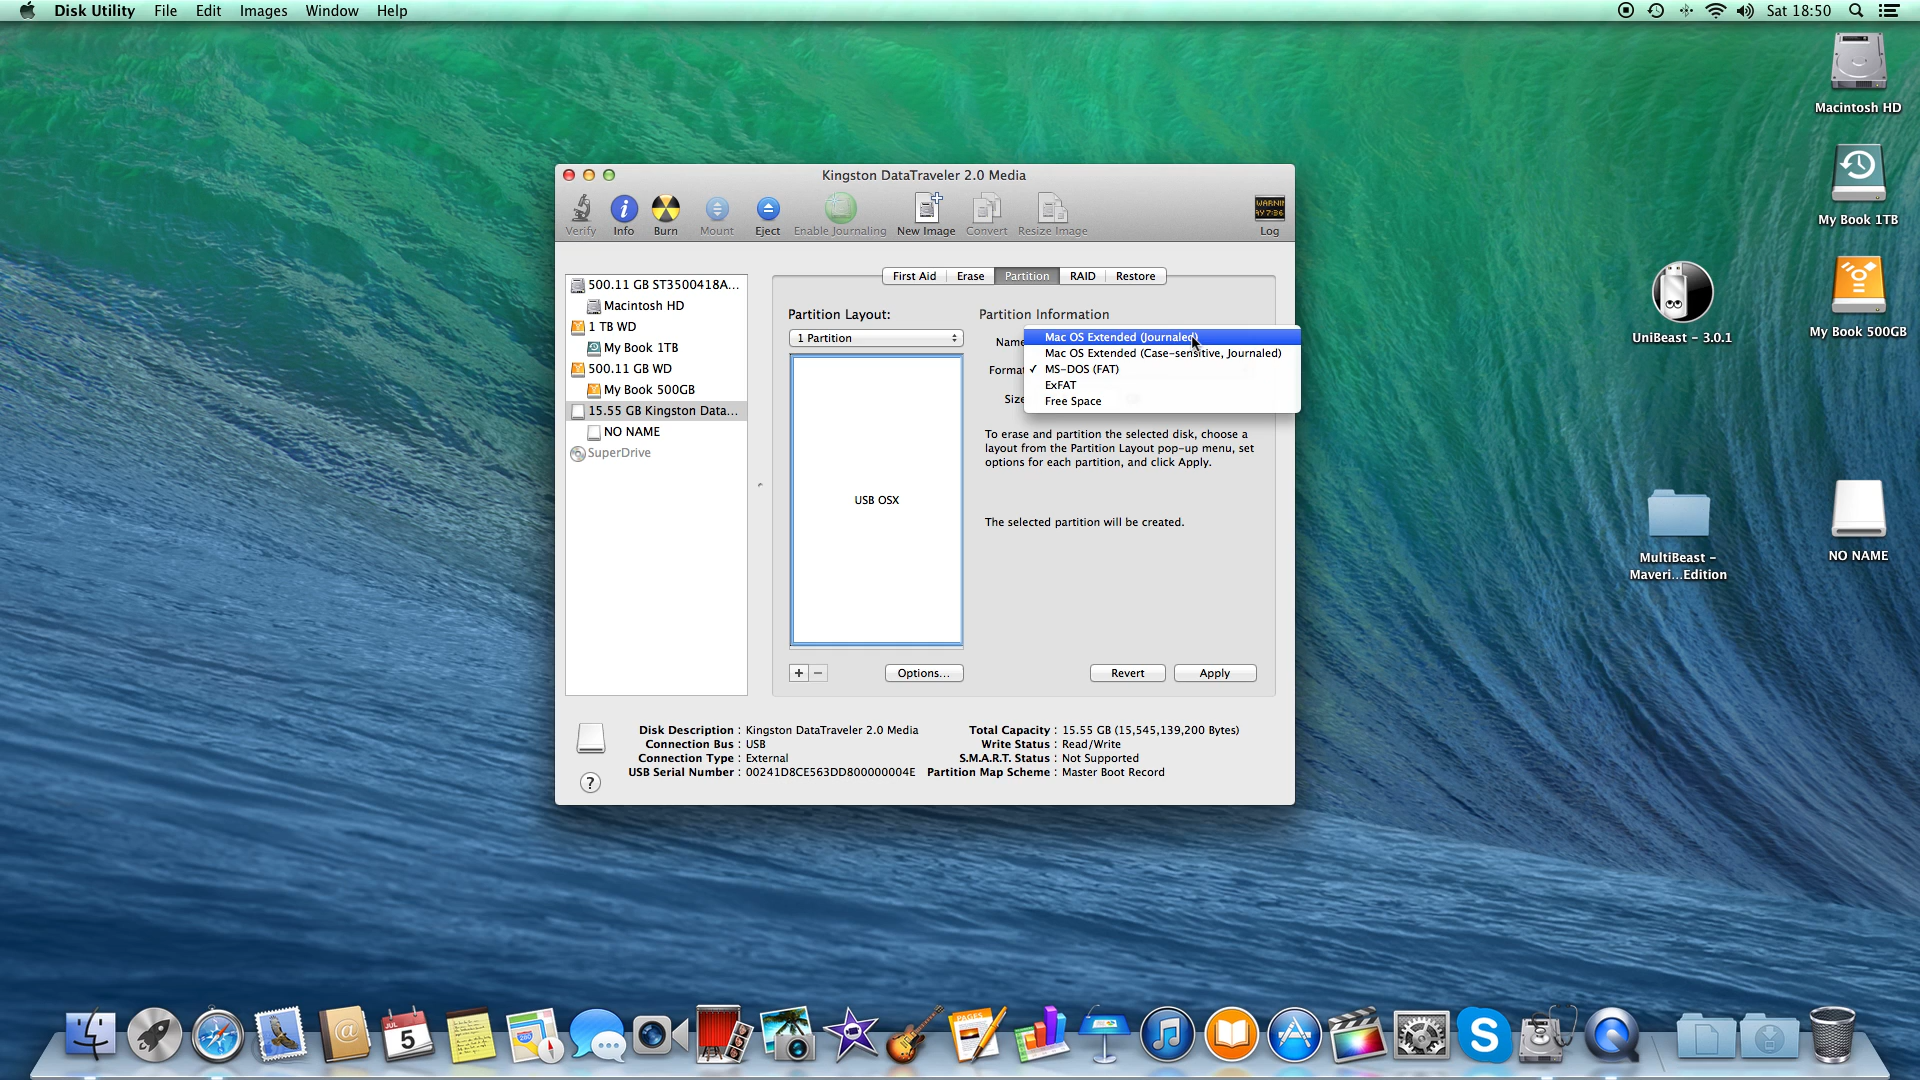 Disk Utility File Edit Images Window Help
Sat 18:50
Macintosh HD
My Book 1TB
My Book 500GB
UniBeast - 3.0.1
MultiBeast -
Maveri...Edition
NO NAME
Kingston DataTraveler 2.0 Media
Verify Info Burn Mount Eject Enable Journaling New Image Convert Resize Image Log
WARNIN
AY 7:36
500.11 GB ST3500418A...
Macintosh HD
1 TB WD
My Book 1TB
500.11 GB WD
My Book 500GB
15.55 GB Kingston Data...
NO NAME
SuperDrive
First Aid Erase Partition RAID Restore
Partition Layout:
1 Partition
USB OSX
Options...
Partition Information
Name
Format
Size
Mac OS Extended (Journaled)
Mac OS Extended (Case-sensitive, Journaled)
MS-DOS (FAT)
ExFAT
Free Space
To erase and partition the selected disk, choose a
layout from the Partition Layout pop-up menu, set
options for each partition, and click Apply.
The selected partition will be created.
Revert Apply
Disk Description : Kingston DataTraveler 2.0 Media
Connection Bus : USB
Connection Type : External
USB Serial Number : 00241D8CE563DD800000004E
Total Capacity : 15.55 GB (15,545,139,200 Bytes)
Write Status : Read/Write
S.M.A.R.T. Status : Not Supported
Partition Map Scheme : Master Boot Record
?
JUL
5
280
PAGES